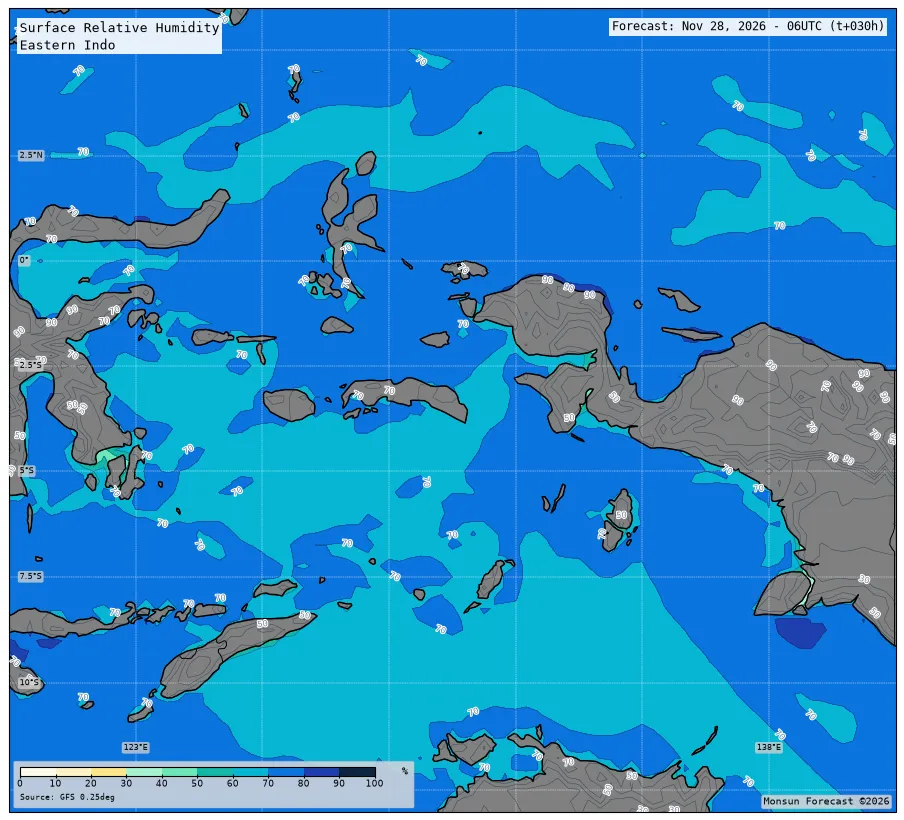 Surface Relative Humidity
Eastern Indo
Forecast: Nov 28, 2026 - 06UTC (t+030h)
2.5°N
0°
2.5°S
5°S
7.5°S
10°S
123°E
138°E
0 10 20 30 40 50 60 70 80 90 100
%
Source: GFS 0.25deg
Monsun Forecast ©2026